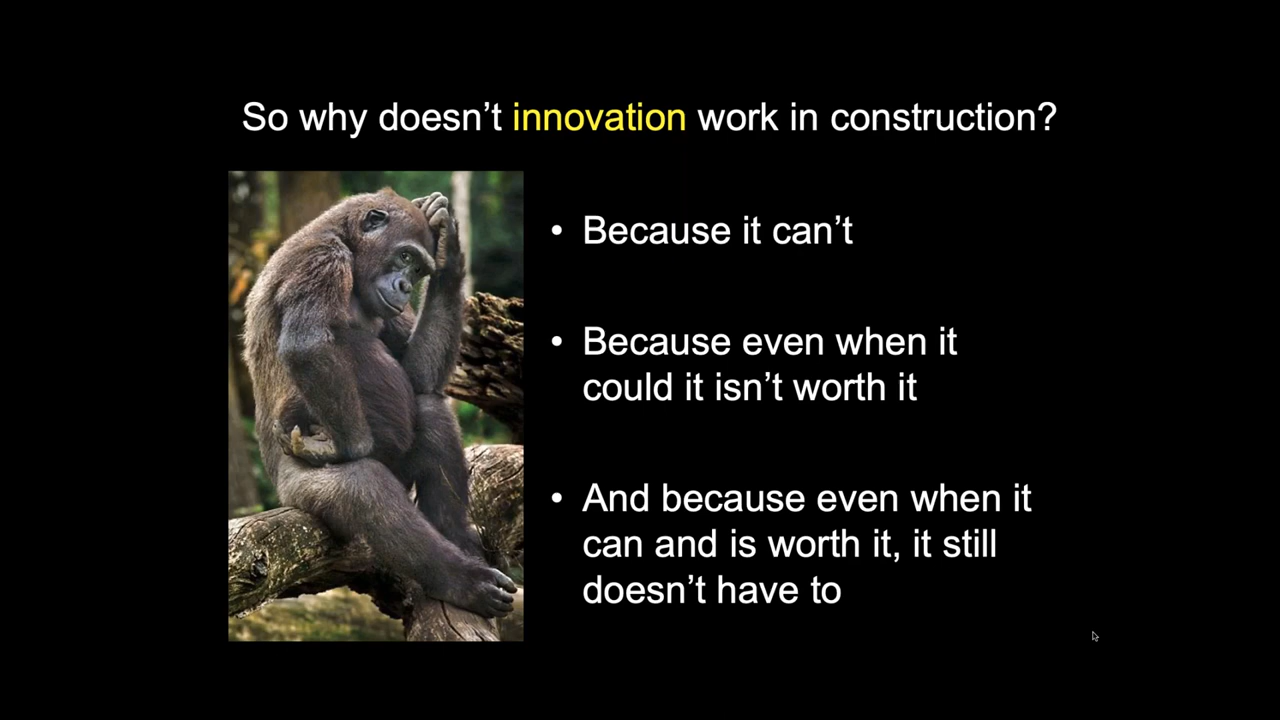 So why doesn’t innovation work in construction?
• Because it can’t
• Because even when it
could it isn’t worth it
• And because even when it
can and is worth it, it still
doesn’t have to